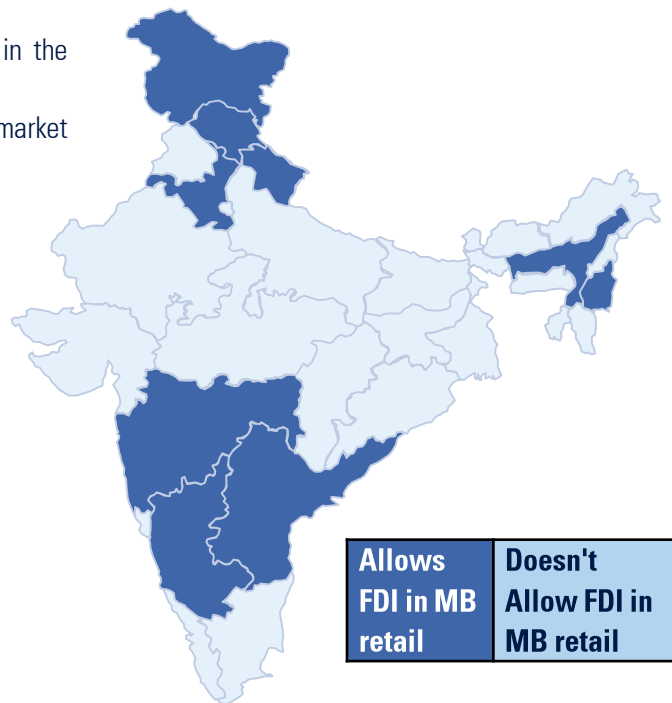 in the
market
Allows
FDI in MB
retail
Doesn't
Allow FDI in
MB retail